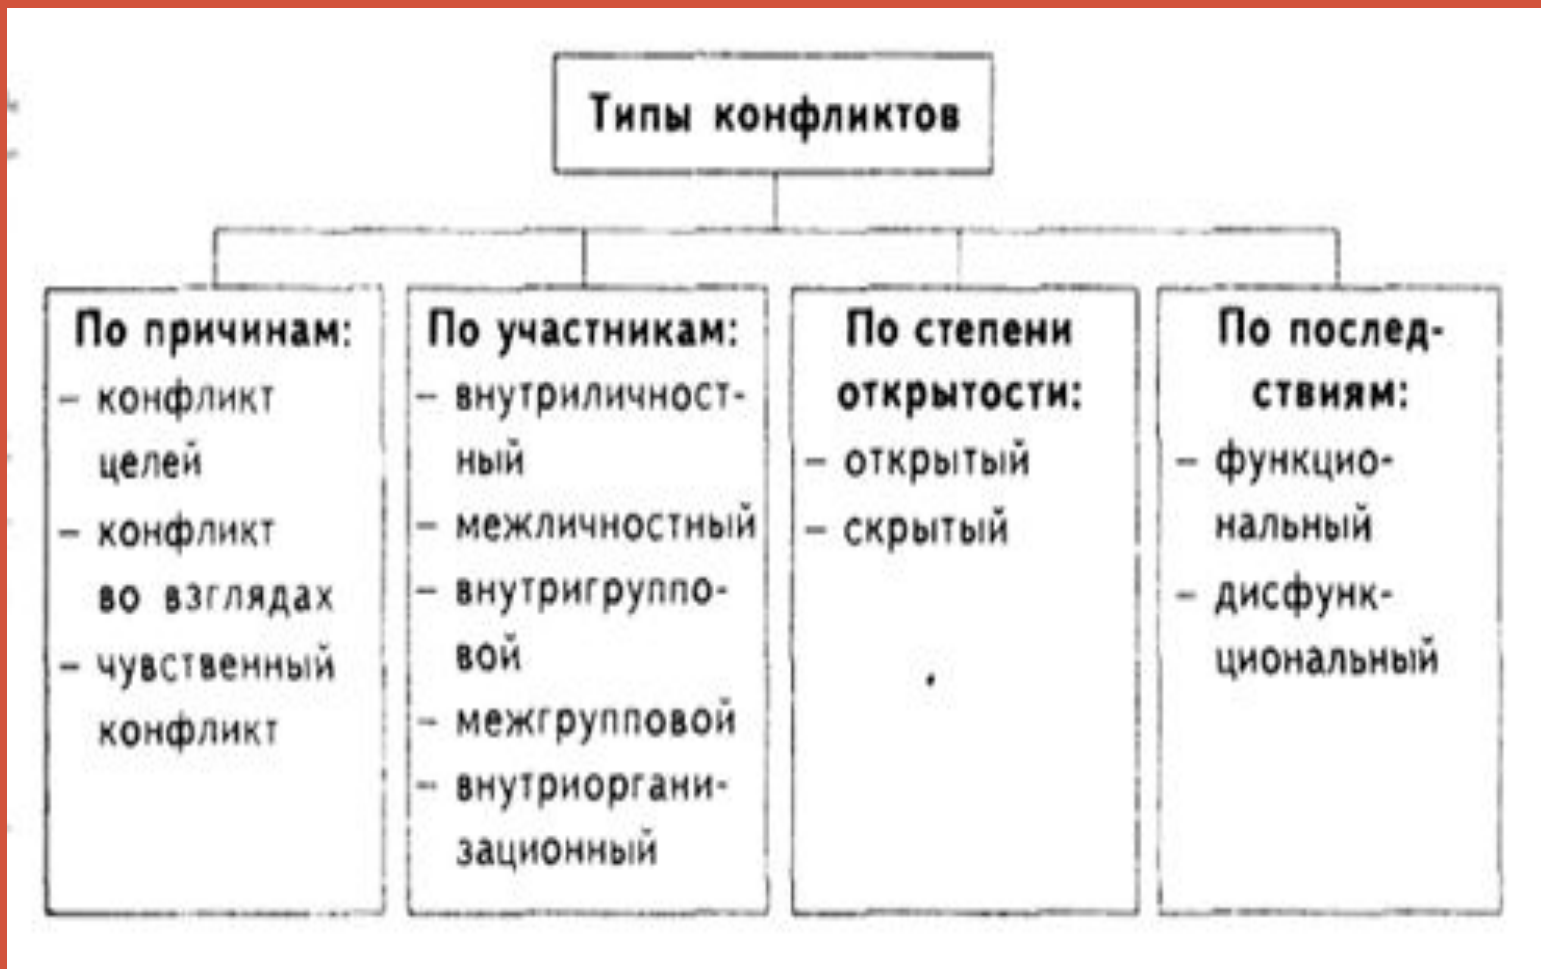 Типы конфликтов
По причинам:
– конфликт
целей
– конфликт
во взглядах
– чувственный
конфликт
По участникам:
– внутриличност-
ный
– межличностный
– внутригруппо-
вой
– межгрупповой
– внутриоргани-
зационный
По степени
открытости:
– открытый
– скрытый
По послед-
ствиям:
– функцио-
нальный
– дисфунк-
циональный